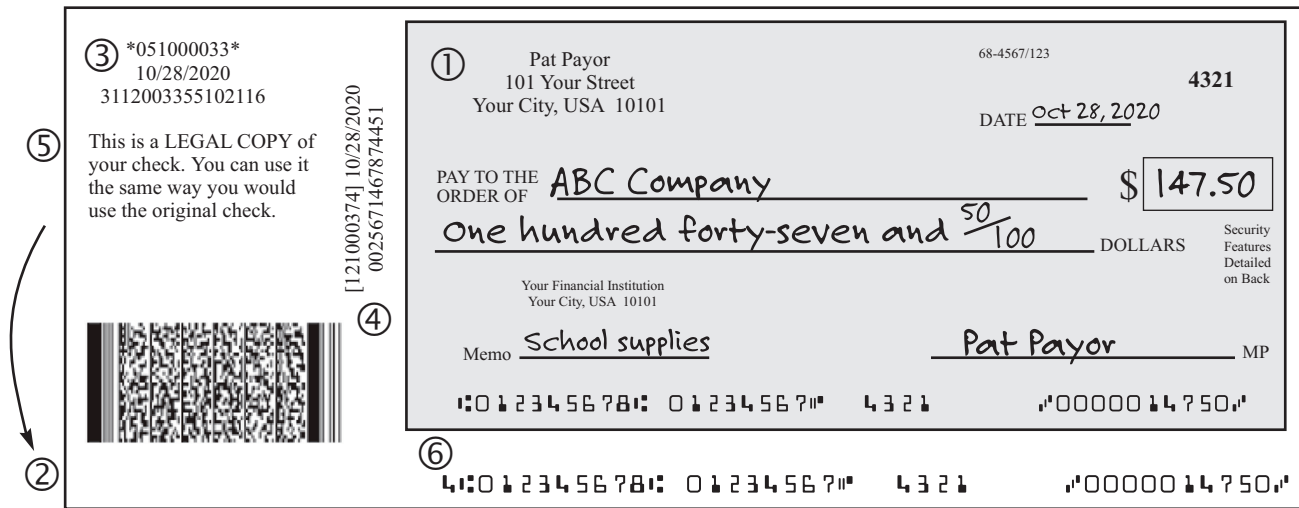 ③ *051000033*
10/28/2020
3112003355102116
⑤ This is a LEGAL COPY of
your check. You can use it
the same way you would
use the original check.
②
[121000374] 10/28/2020
0025671467874451
④
① Pat Payor
101 Your Street
Your City, USA 10101
68-4567/123
4321
DATE Oct 28, 2020
PAY TO THE
ORDER OF ABC Company $ 147.50
One hundred forty-seven and 50/100 DOLLARS
Security
Features
Detailed
on Back
Your Financial Institution
Your City, USA 10101
Memo School supplies Pat Payor MP
⑆012345678⑆ 01234567⑈ 4321 ⑇0000014750⑇
⑥
4⑆012345678⑆ 01234567⑈ 4321 ⑇0000014750⑇